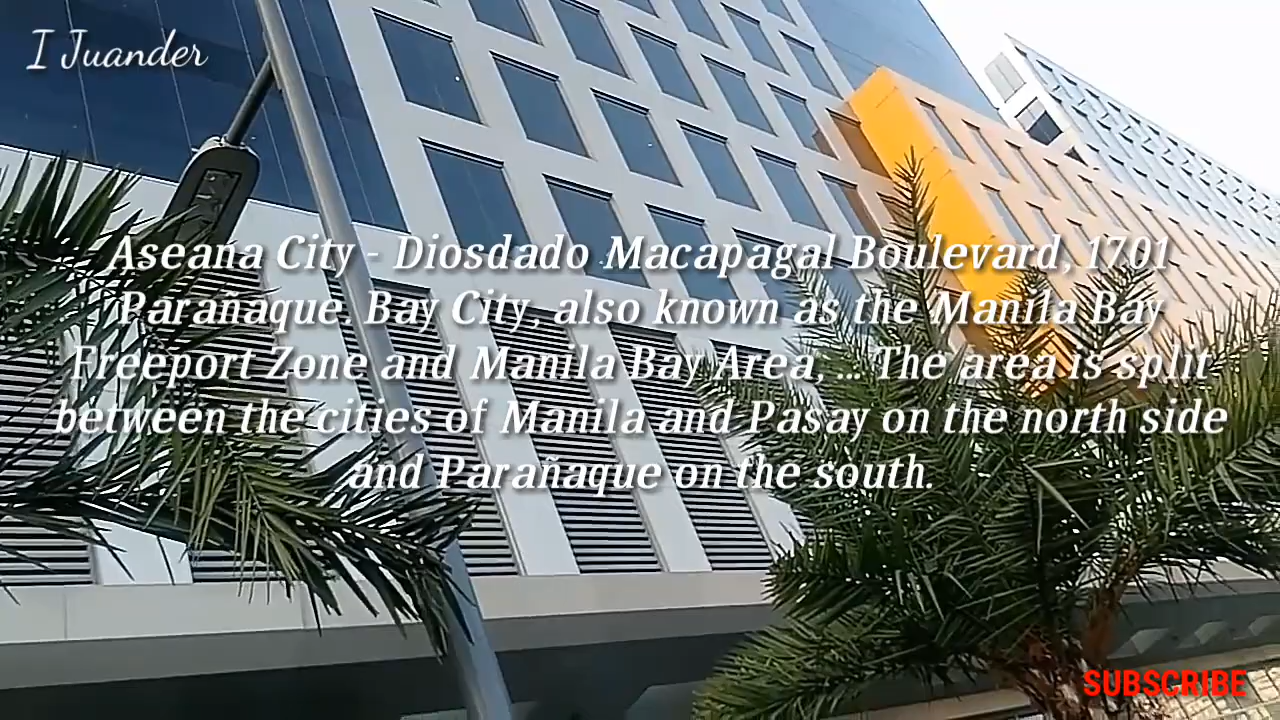 I Juander
Aseana City - Diosdado Macapagal Boulevard, 1701
Parañaque. Bay City, also known as the Manila Bay
Freeport Zone and Manila Bay Area, ... The area is split
between the cities of Manila and Pasay on the north side
and Parañaque on the south.
SUBSCRIBE